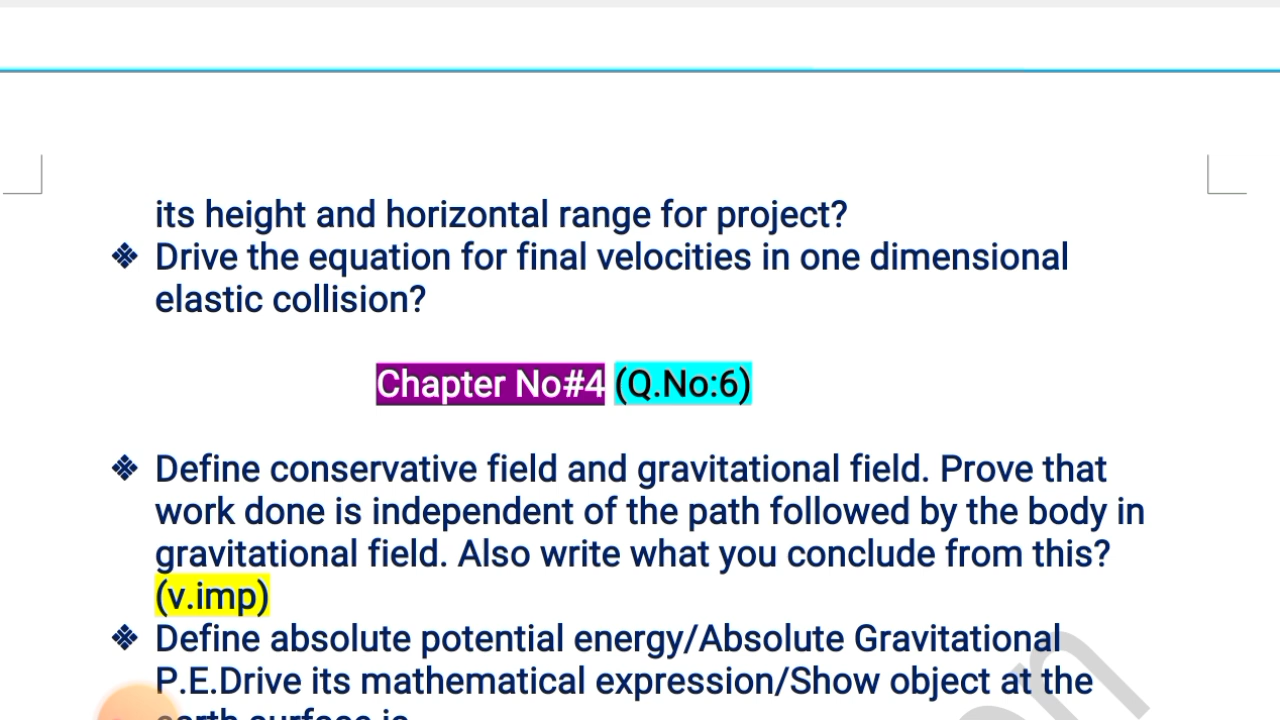 its height and horizontal range for project?
❖ Drive the equation for final velocities in one dimensional
elastic collision?
Chapter No#4 (Q.No:6)
❖ Define conservative field and gravitational field. Prove that
work done is independent of the path followed by the body in
gravitational field. Also write what you conclude from this?
(v.imp)
❖ Define absolute potential energy/Absolute Gravitational
P.E.Drive its mathematical expression/Show object at the
earth surface is